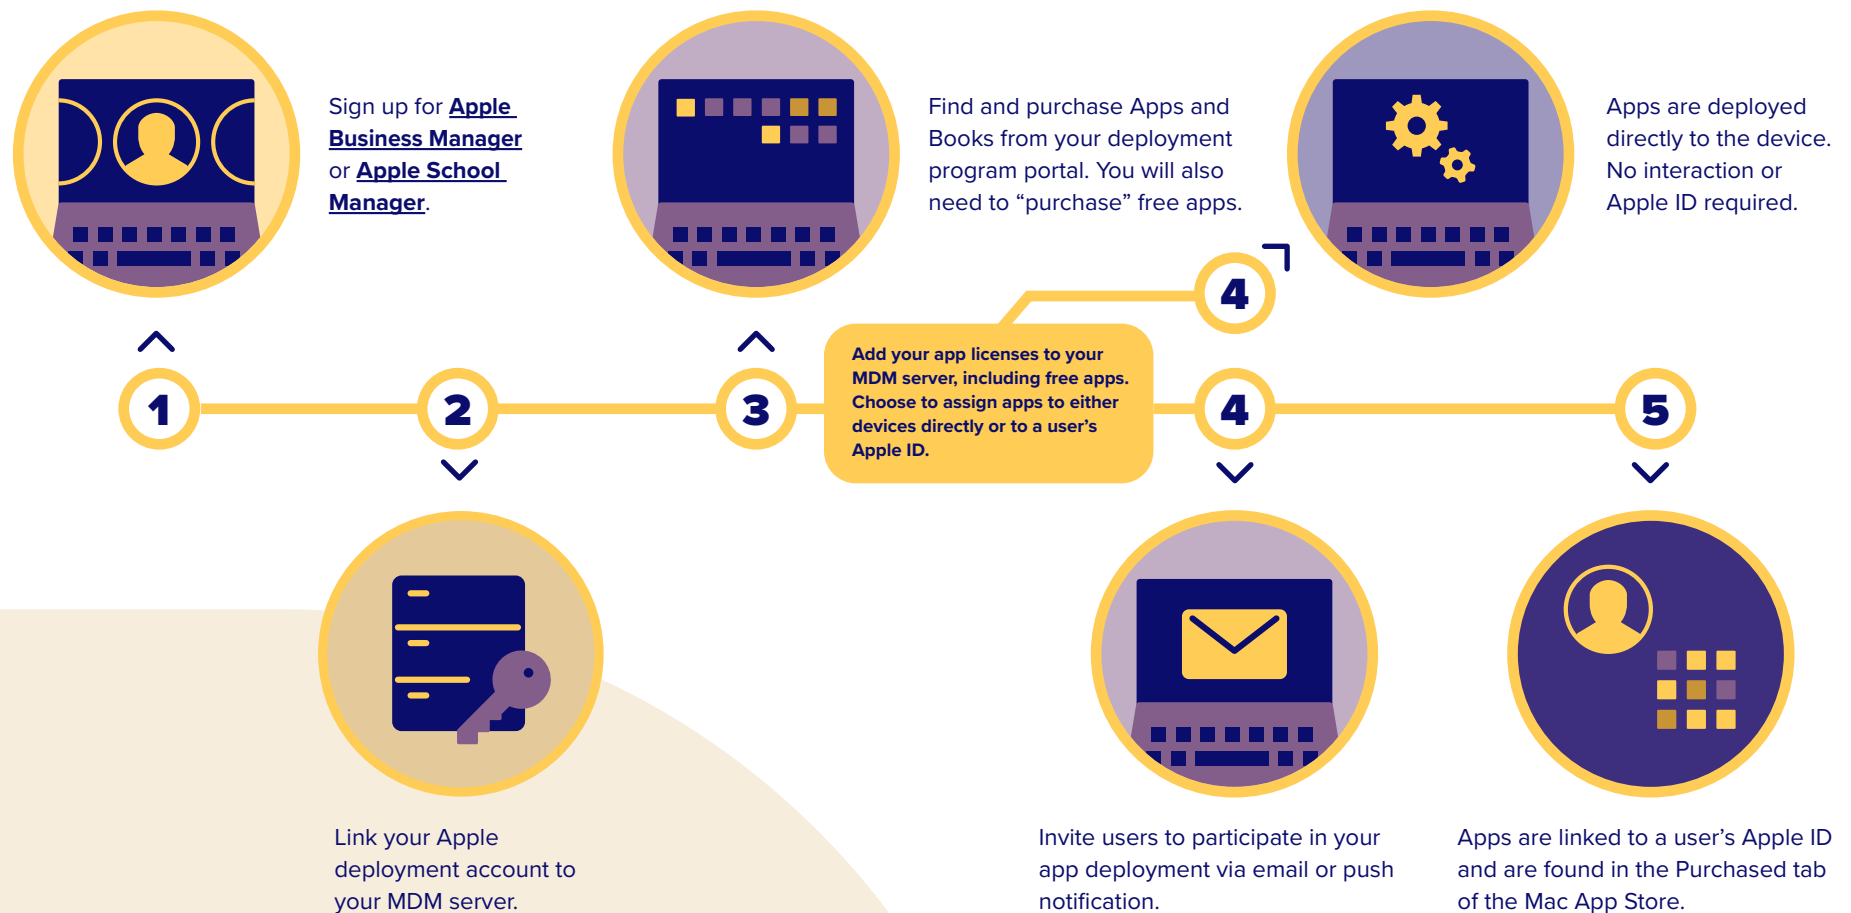 Sign up for Apple
Business Manager
or Apple School
Manager.
Find and purchase Apps and
Books from your deployment
program portal. You will also
need to “purchase” free apps.
Apps are deployed
directly to the device.
No interaction or
Apple ID required.
4
1
2
3
Add your app licenses to your
MDM server, including free apps.
Choose to assign apps to either
devices directly or to a user’s
Apple ID.
4
5
Link your Apple
deployment account to
your MDM server.
Invite users to participate in your
app deployment via email or push
notification.
Apps are linked to a user’s Apple ID
and are found in the Purchased tab
of the Mac App Store.